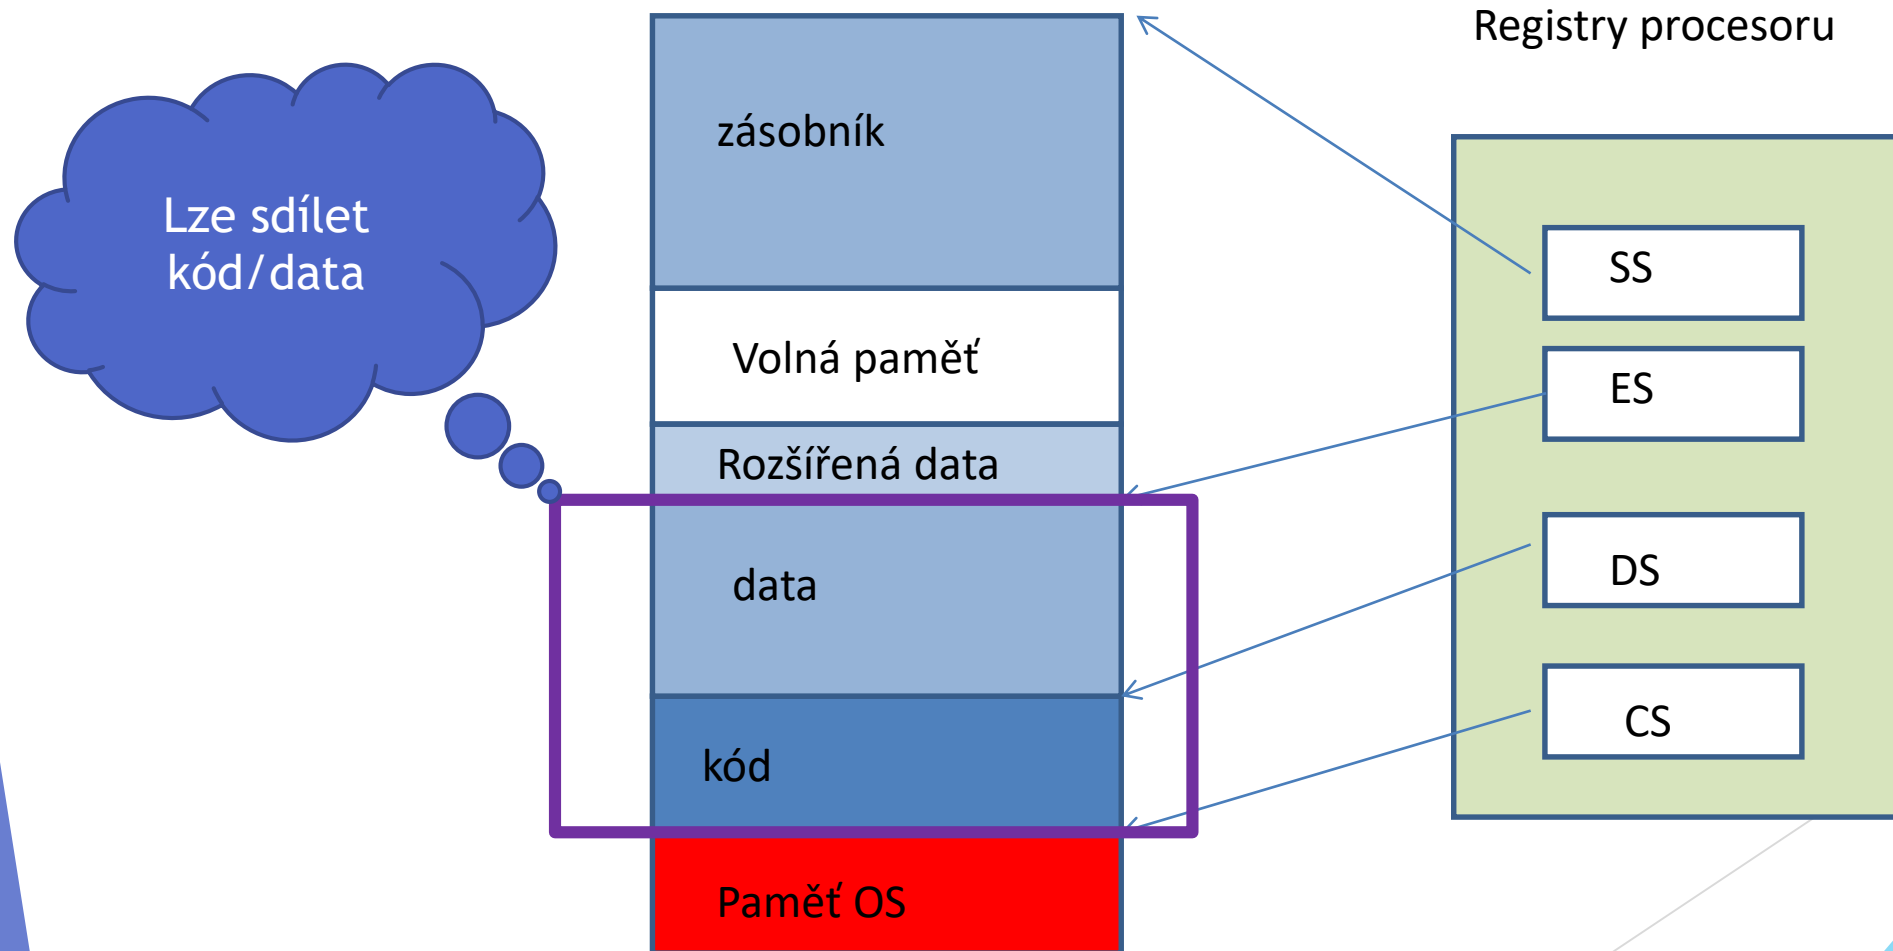 Registry procesoru
zásobník
Lze sdílet
kód/data
SS
Volná paměť
ES
Rozšířená data
data
DS
kód
CS
Paměť OS